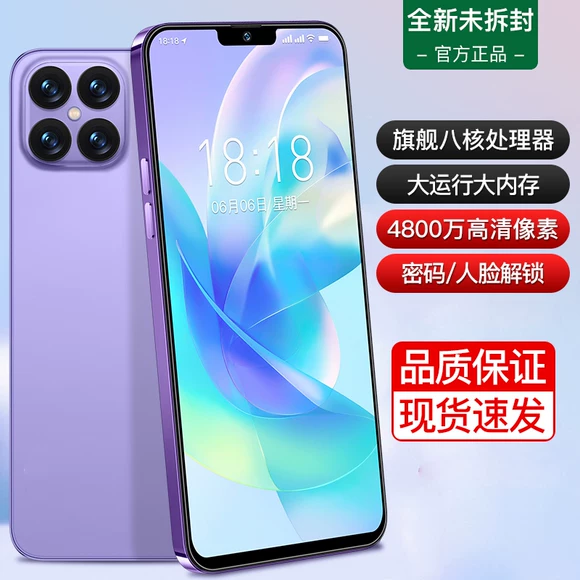 全新未拆封
官方正品
旗舰八核处理器
大运行大内存
4800万高清像素
密码/人脸解锁
品质保证
现货速发
18:18
18:18
06月06日/星期一